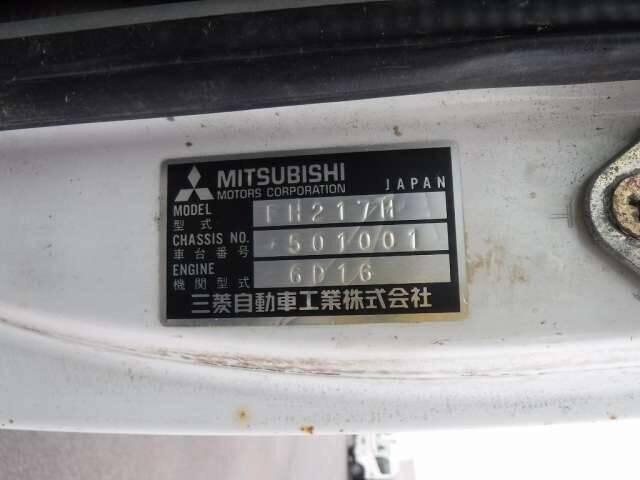 MITSUBISHI
MOTORS CORPORATION JAPAN
MODEL FH217H
型式
CHASSIS NO. 501001
車台番号
ENGINE 6D16
機関型式
三菱自動車工業株式会社